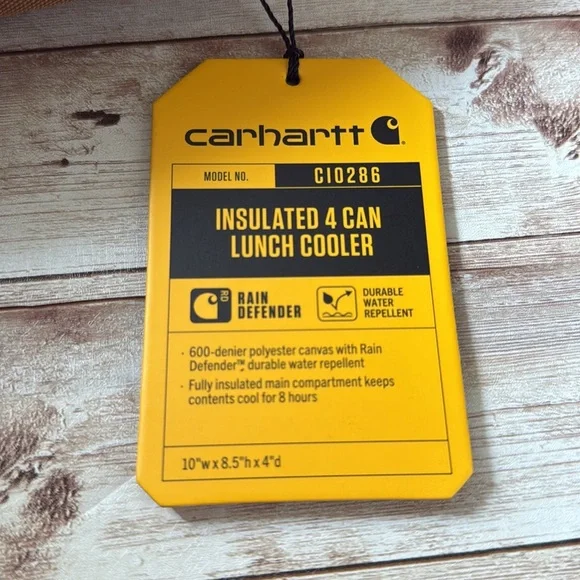 carhartt
MODEL NO. CI0286
INSULATED 4 CAN
LUNCH COOLER
RD
RAIN
DEFENDER
DURABLE
WATER
REPELLENT
· 600-denier polyester canvas with Rain
Defender™ durable water repellent
· Fully insulated main compartment keeps
contents cool for 8 hours
10"w x 8.5"h x 4"d